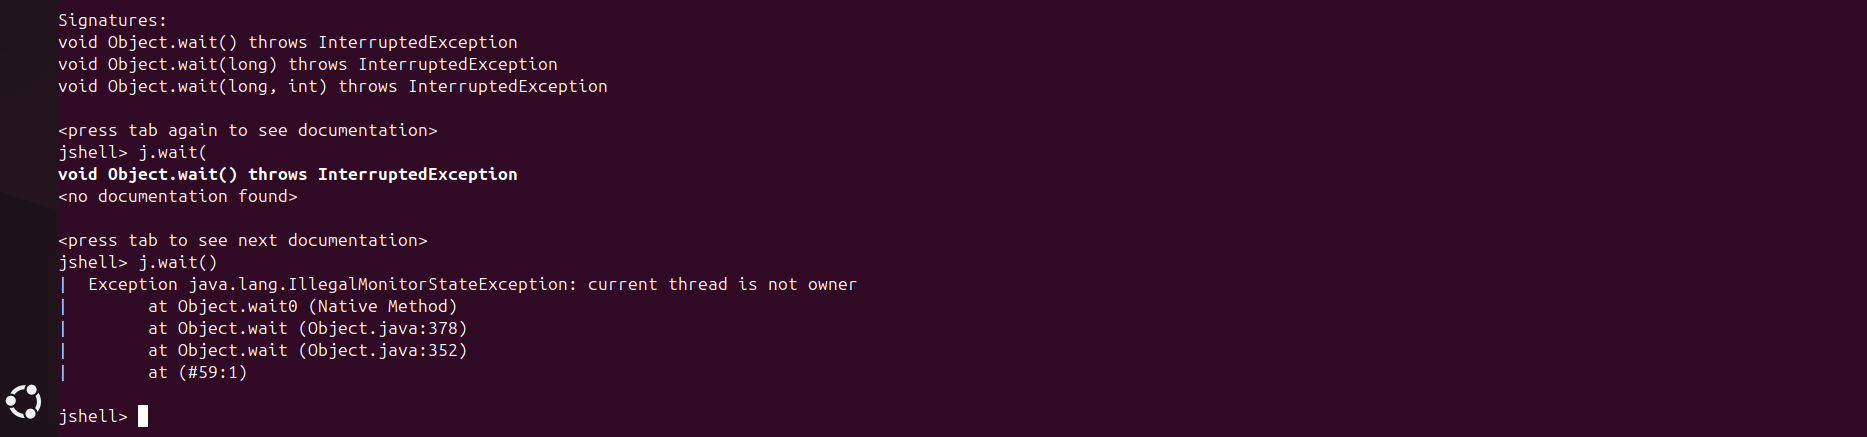 Signatures:
void Object.wait() throws InterruptedException
void Object.wait(long) throws InterruptedException
void Object.wait(long, int) throws InterruptedException
<press tab again to see documentation>
jshell> j.wait(
void Object.wait() throws InterruptedException
<no documentation found>
<press tab to see next documentation>
jshell> j.wait()
|  Exception java.lang.IllegalMonitorStateException: current thread is not owner
|        at Object.wait0 (Native Method)
|        at Object.wait (Object.java:378)
|        at Object.wait (Object.java:352)
|        at (#59:1)
jshell>